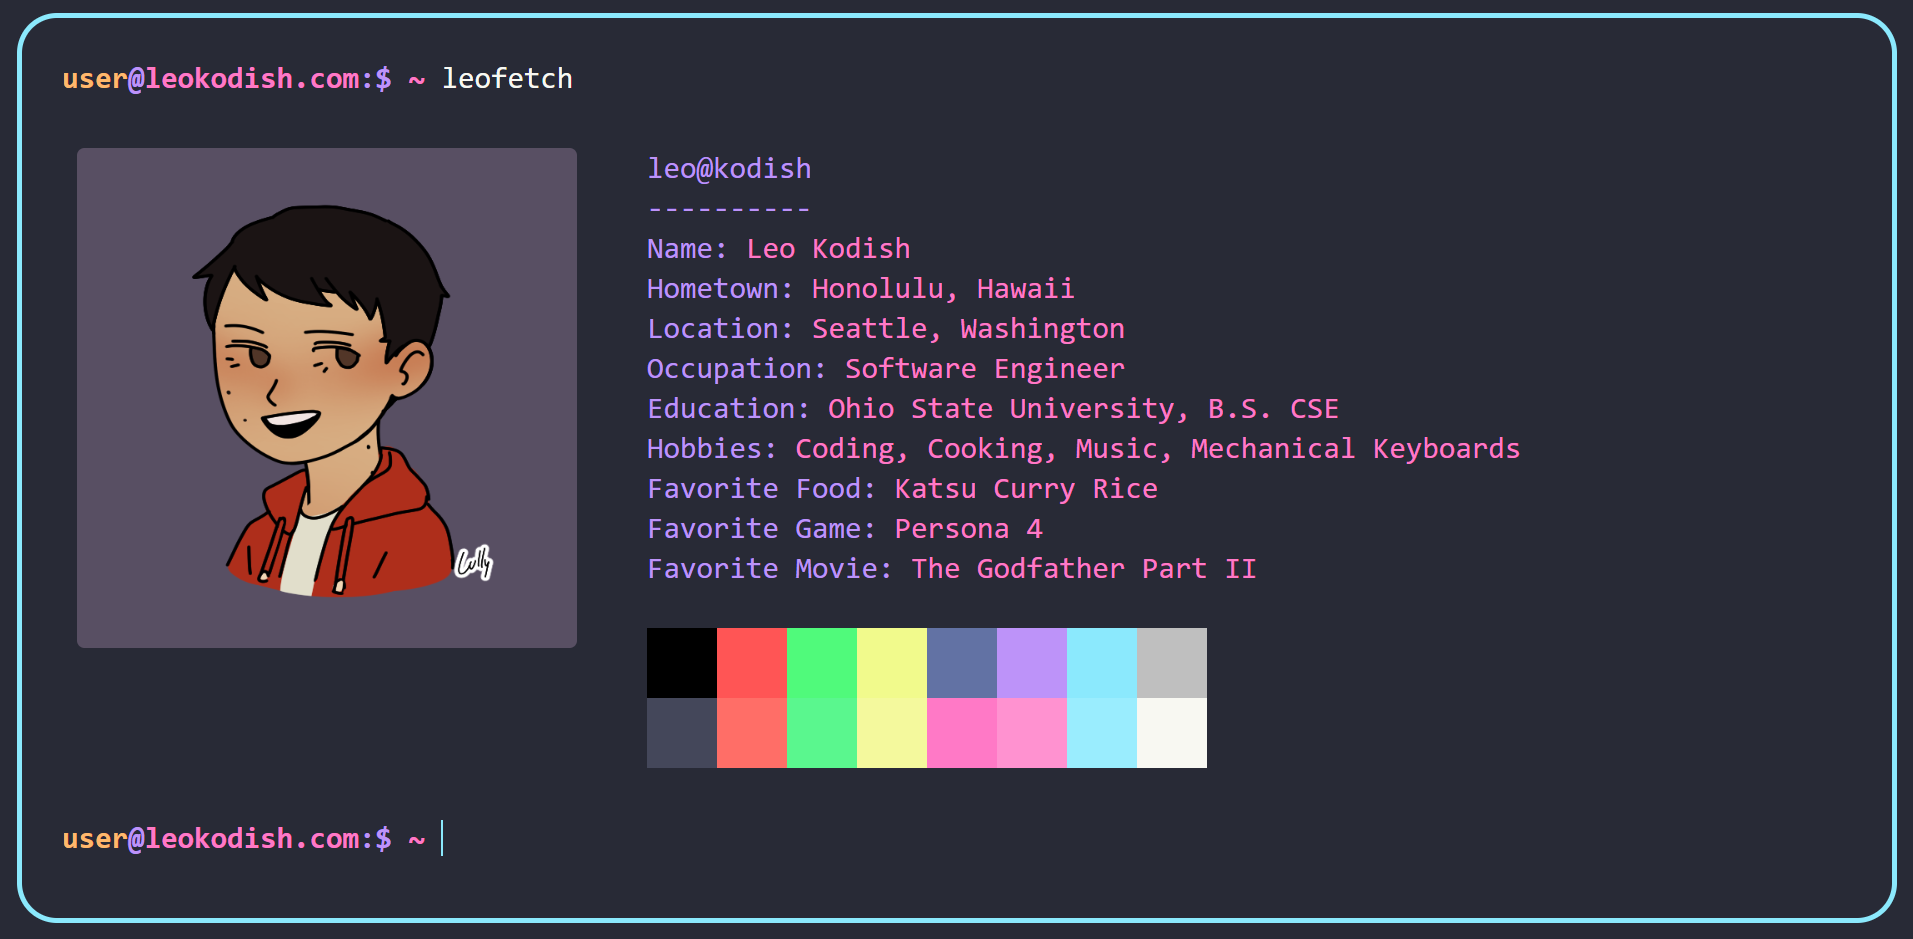 user@leokodish.com:$ ~ leofetch
leo@kodish
----------
Name: Leo Kodish
Hometown: Honolulu, Hawaii
Location: Seattle, Washington
Occupation: Software Engineer
Education: Ohio State University, B.S. CSE
Hobbies: Coding, Cooking, Music, Mechanical Keyboards
Favorite Food: Katsu Curry Rice
Favorite Game: Persona 4
Favorite Movie: The Godfather Part II
user@leokodish.com:$ ~